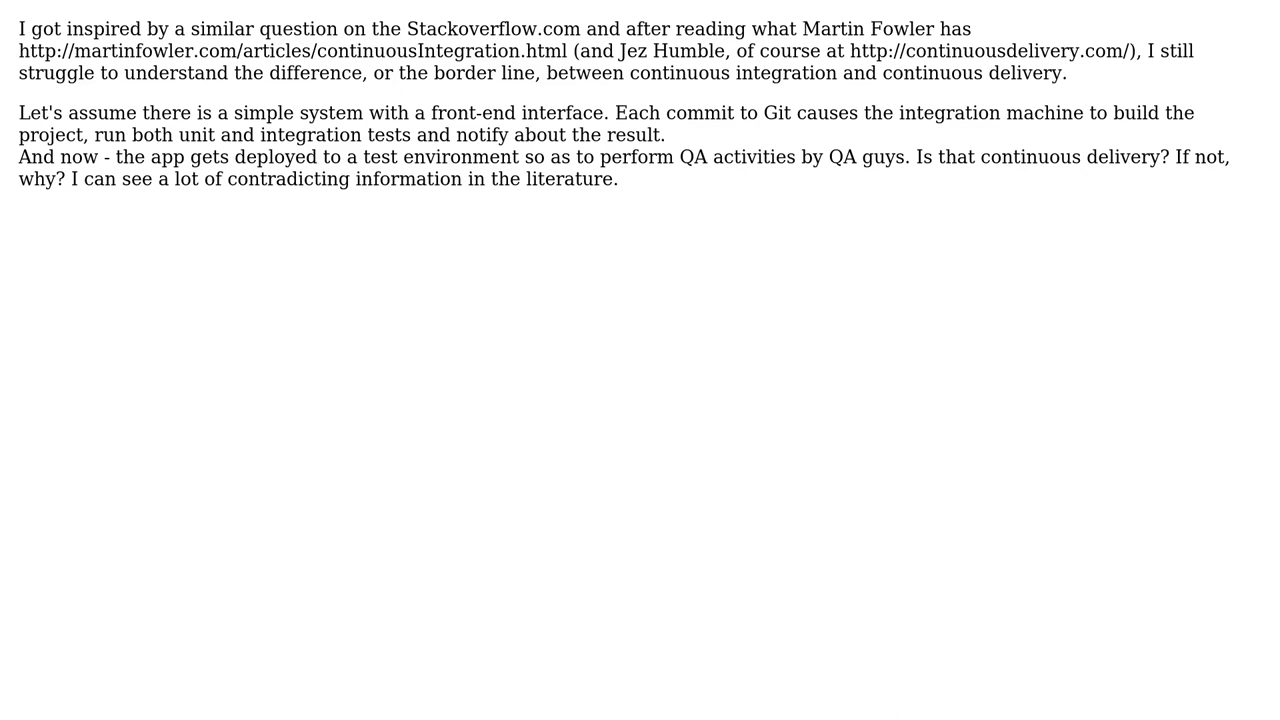 I got inspired by a similar question on the Stackoverflow.com and after reading what Martin Fowler has
http://martinfowler.com/articles/continuousIntegration.html (and Jez Humble, of course at http://continuousdelivery.com/), I still
struggle to understand the difference, or the border line, between continuous integration and continuous delivery.
Let's assume there is a simple system with a front-end interface. Each commit to Git causes the integration machine to build the
project, run both unit and integration tests and notify about the result.
And now - the app gets deployed to a test environment so as to perform QA activities by QA guys. Is that continuous delivery? If not,
why? I can see a lot of contradicting information in the literature.